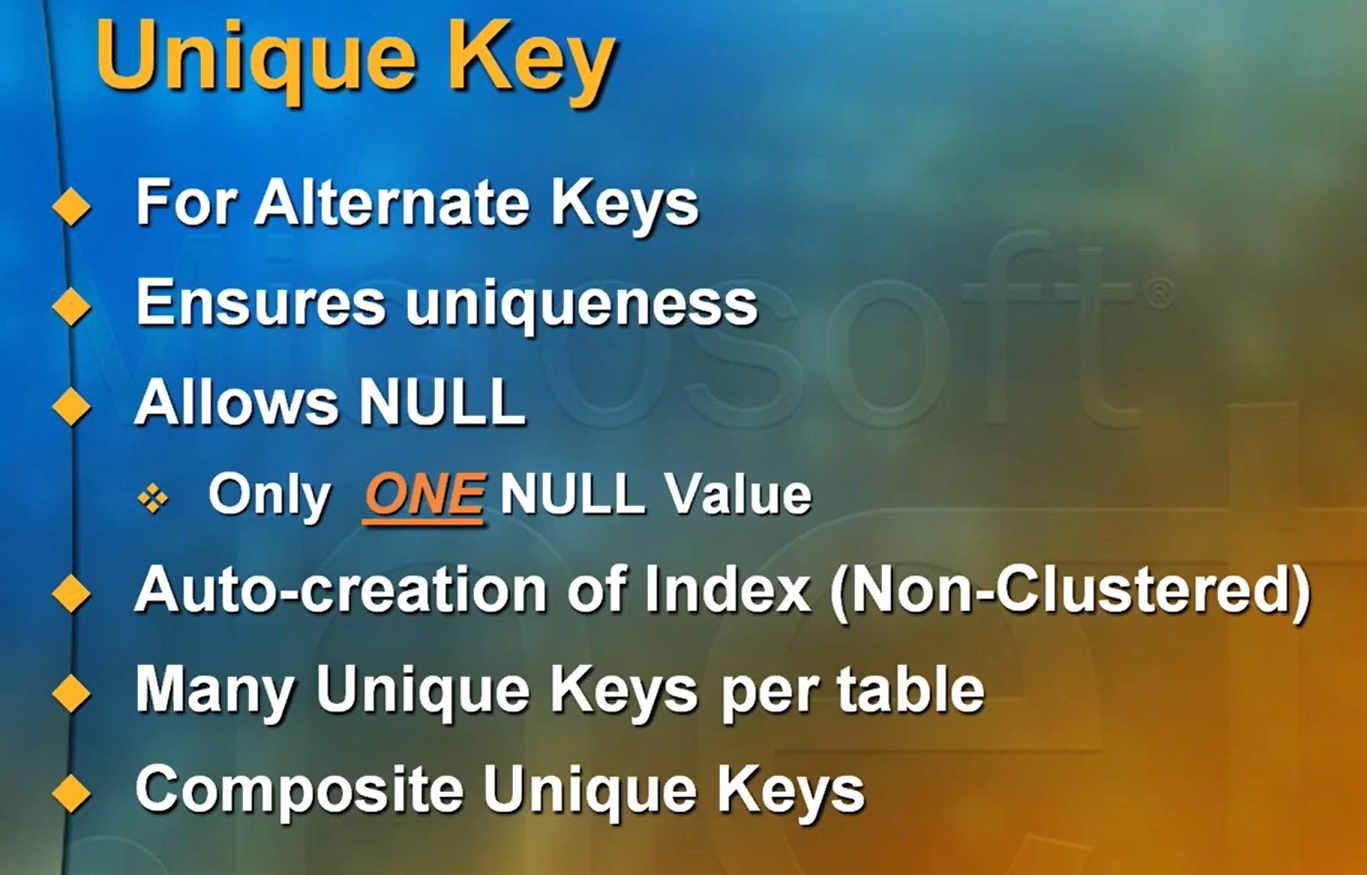 Unique Key
For Alternate Keys
Ensures uniqueness
Allows NULL
Only ONE NULL Value
Auto-creation of Index (Non-Clustered)
Many Unique Keys per table
Composite Unique Keys
Microsoft®
net